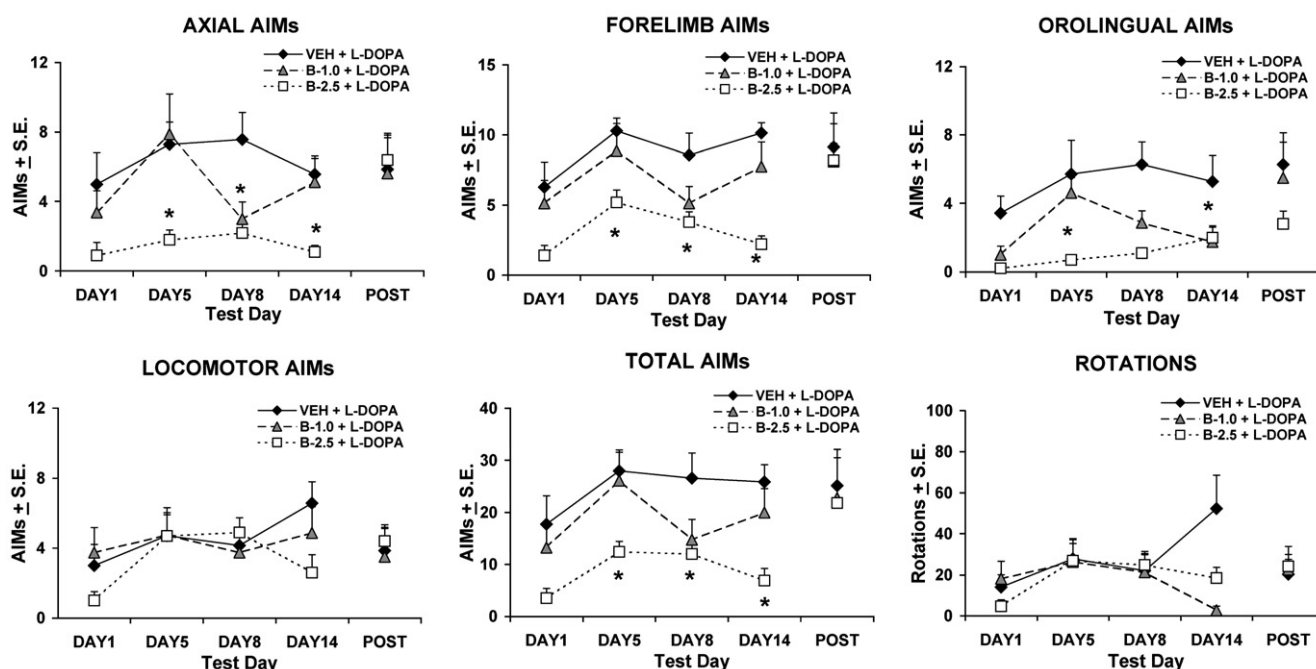 AXIAL AIMs
VEH + L-DOPA
B-1.0 + L-DOPA
B-2.5 + L-DOPA
AIMs ± S.E.
12
8
4
0
*
*
*
DAY1 DAY5 DAY8 DAY14 POST
Test Day
FORELIMB AIMs
VEH + L-DOPA
B-1.0 + L-DOPA
B-2.5 + L-DOPA
AIMs ± S.E.
15
10
5
0
*
*
*
DAY1 DAY5 DAY8 DAY14 POST
Test Day
OROLINGUAL AIMs
VEH + L-DOPA
B-1.0 + L-DOPA
B-2.5 + L-DOPA
AIMs ± S.E.
12
8
4
0
*
*
DAY1 DAY5 DAY8 DAY14 POST
Test Day
LOCOMOTOR AIMs
VEH + L-DOPA
B-1.0 + L-DOPA
B-2.5 + L-DOPA
AIMs ± S.E.
12
8
4
0
DAY1 DAY5 DAY8 DAY14 POST
Test Day
TOTAL AIMs
VEH + L-DOPA
B-1.0 + L-DOPA
B-2.5 + L-DOPA
AIMs ± S.E.
40
30
20
10
0
*
*
*
DAY1 DAY5 DAY8 DAY14 POST
Test Day
ROTATIONS
VEH + L-DOPA
B-1.0 + L-DOPA
B-2.5 + L-DOPA
Rotations ± S.E.
100
80
60
40
20
0
DAY1 DAY5 DAY8 DAY14 POST
Test Day